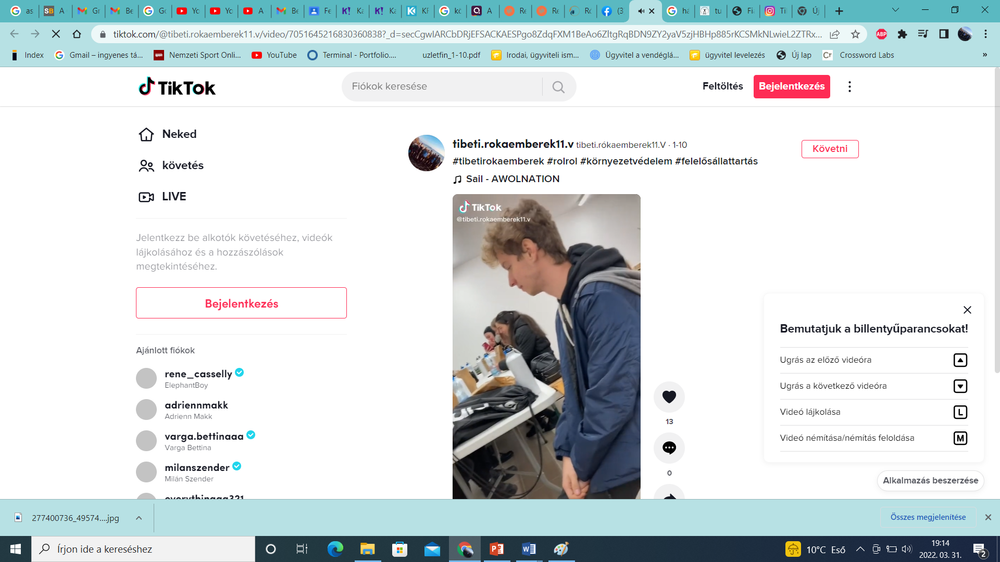 as
A
Gr
Be
Go
Yo
Yo
A
Be
Fe
Ka
Ka
KF
kö
A
Re
Re
Ro
(3
há
tu
Fi
Ti
Új
tiktok.com/@tibeti.rokaemberek11.v/video/7051645216830360838?_d=secCgwIARCbDRjEFSACKAESPgo8ZdqFXM1BeAo6ZltgRqBDN9ZY2yaV5zjHBHp885rKCSMkNLwieL2ZTRx...
Index
Gmail – ingyenes tá...
Nemzeti Sport Onli...
YouTube
Terminal - Portfolio....
uzletfin_1-10.pdf
Irodai, ügyviteli ism...
Ügyvitel a vendéglá...
ügyvitel levelezés
Új lap
Crossword Labs
»
TikTok
Fiókok keresése
Feltöltés
Bejelentkezés
Neked
követés
LIVE
Jelentkezz be alkotók követéséhez, videók
lájkolásához és a hozzászólások
megtekintéséhez.
Bejelentkezés
Ajánlott fiókok
rene_casselly
ElephantBoy
adriennmakk
Adrienn Makk
varga.bettinaaa
Varga Bettina
milanszender
Milán Szender
tibeti.rokaemberek11.v tibeti.rókaemberek11.V · 1-10
#tibetirokaemberek #rolrol #környezetvédelem #felelősállattartás
Sail - AWOLNATION
Követni
TikTok
@tibeti.rokaemberek11.v
13
0
Bemutatjuk a billentyűparancsokat!
Ugrás az előző videóra
Ugrás a következő videóra
Videó lájkolása L
Videó némítása/némítás feloldása M
Alkalmazás beszerzése
277400736_49574....jpg
Összes megjelenítése
Írjon ide a kereséshez
10°C Eső
19:14
2022. 03. 31.
2